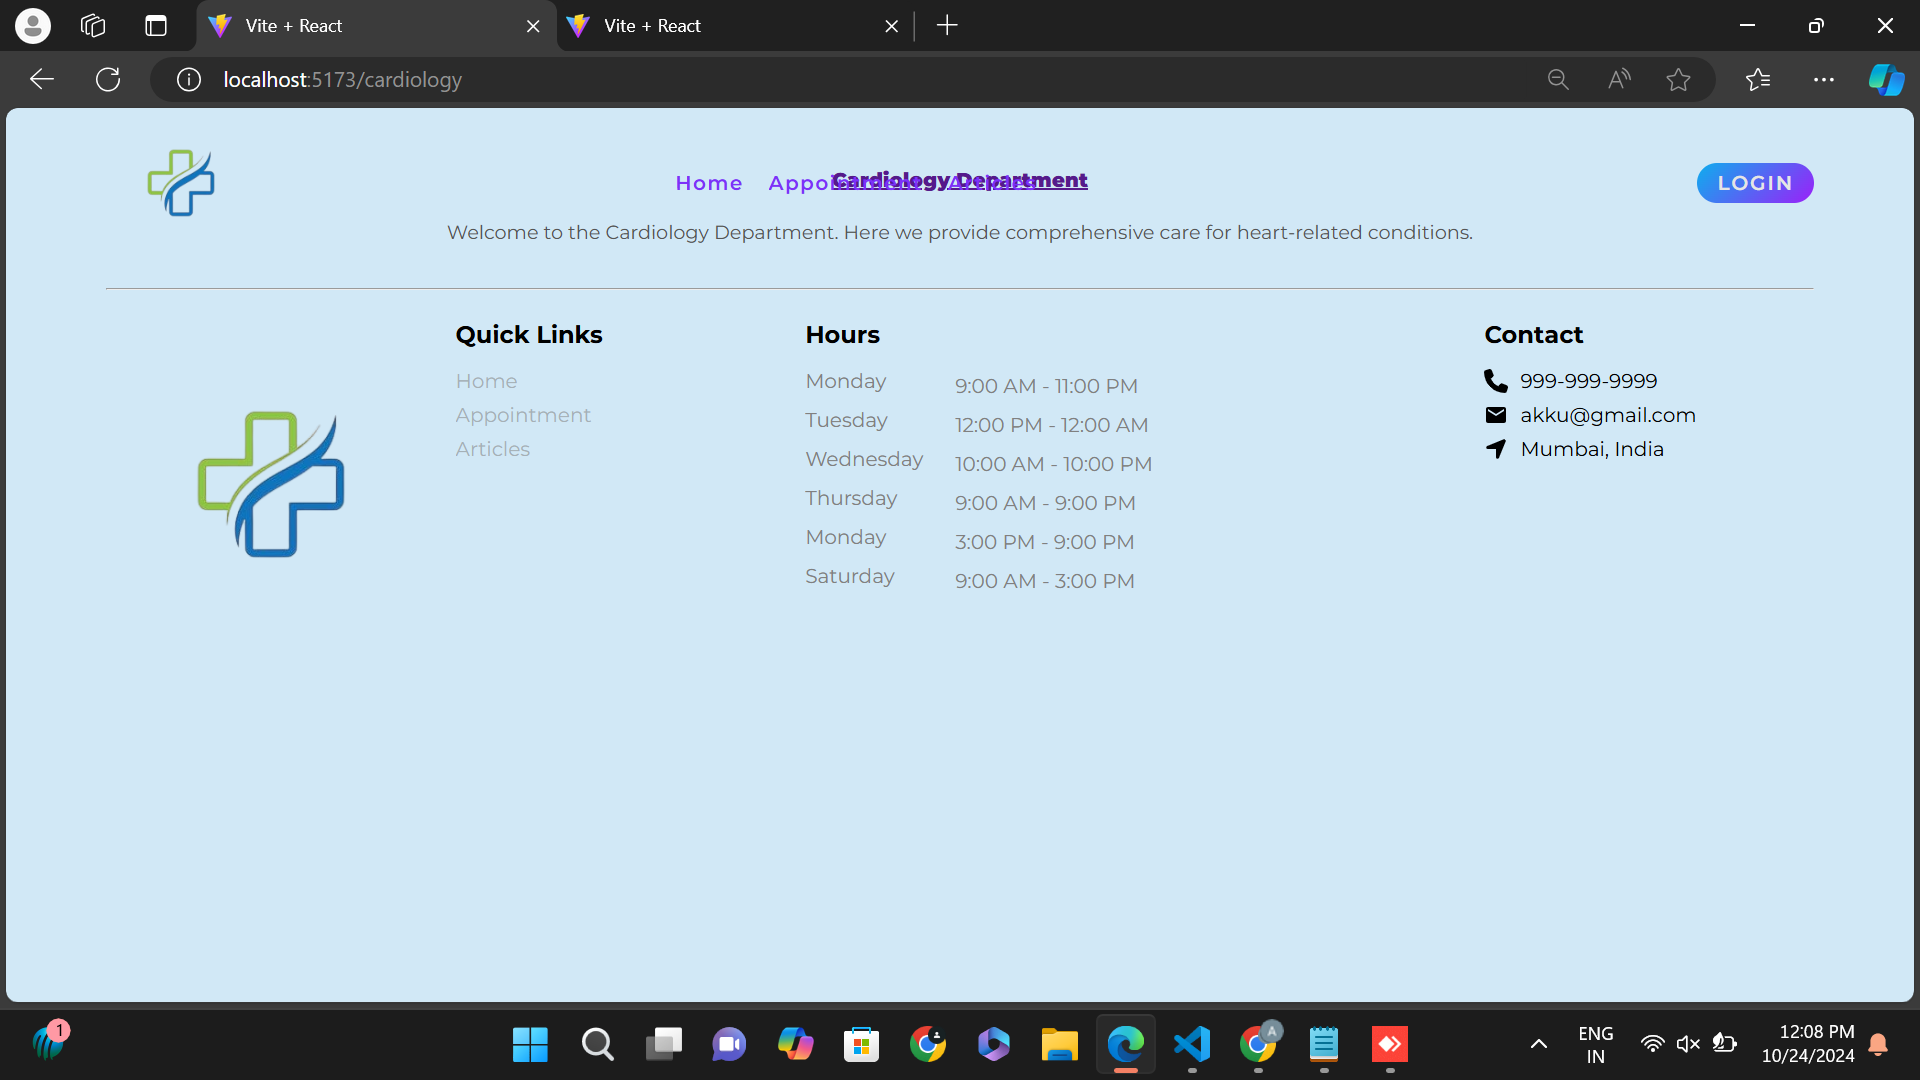 Vite + React
Vite + React
localhost:5173/cardiology
Home Appointment Articles
Cardiology Department
LOGIN
Welcome to the Cardiology Department. Here we provide comprehensive care for heart-related conditions.
Quick Links
Home
Appointment
Articles
Hours
Monday 9:00 AM - 11:00 PM
Tuesday 12:00 PM - 12:00 AM
Wednesday 10:00 AM - 10:00 PM
Thursday 9:00 AM - 9:00 PM
Monday 3:00 PM - 9:00 PM
Saturday 9:00 AM - 3:00 PM
Contact
999-999-9999
akku@gmail.com
Mumbai, India
1
A
ENG
IN
12:08 PM
10/24/2024